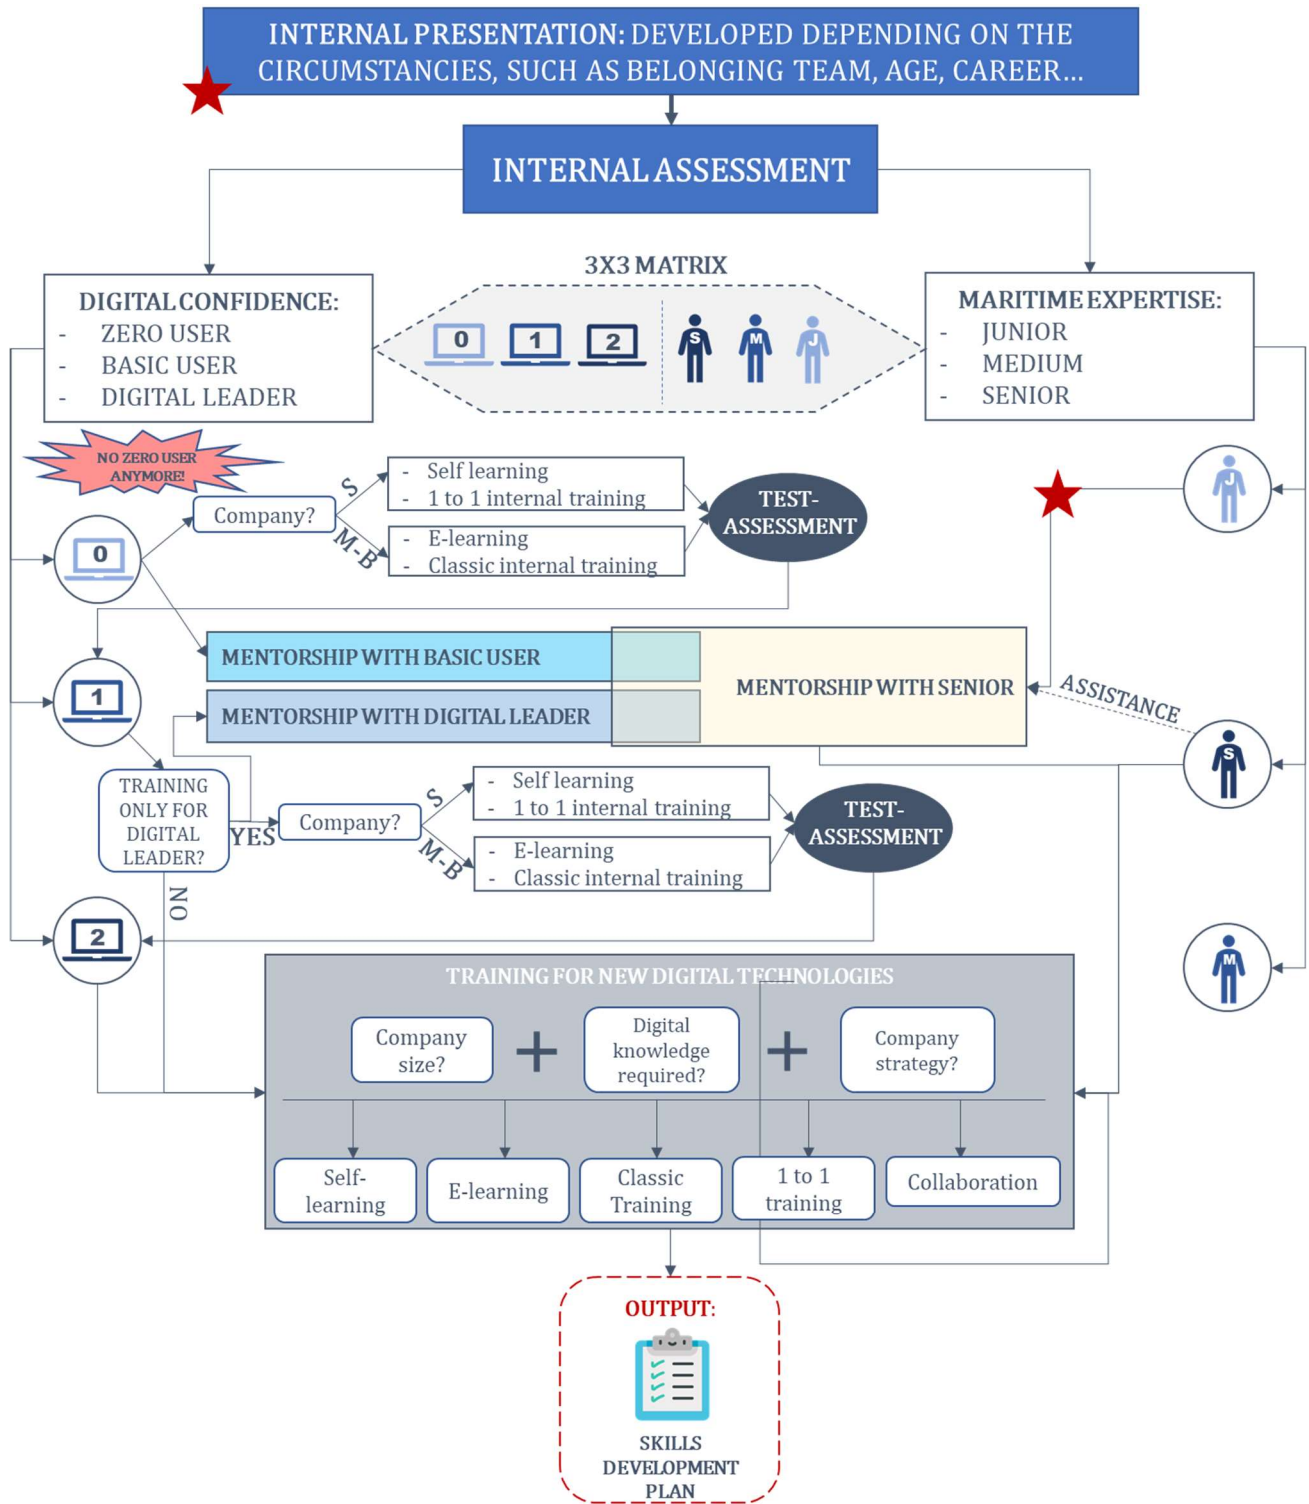 INTERNAL PRESENTATION: DEVELOPED DEPENDING ON THE
CIRCUMSTANCIES, SUCH AS BELONGING TEAM, AGE, CAREER...
INTERNAL ASSESSMENT
3X3 MATRIX
DIGITAL CONFIDENCE:
- ZERO USER
- BASIC USER
- DIGITAL LEADER
0 1 2 S M J
MARITIME EXPERTISE:
- JUNIOR
- MEDIUM
- SENIOR
NO ZERO USER
ANYMORE!
0
Company?
S
M-B
- Self learning
- 1 to 1 internal training
- E-learning
- Classic internal training
TEST-
ASSESSMENT
J
MENTORSHIP WITH BASIC USER
MENTORSHIP WITH DIGITAL LEADER
MENTORSHIP WITH SENIOR
ASSISTANCE
1
S
TRAINING
ONLY FOR
DIGITAL
LEADER?
YES
NO
Company?
S
M-B
- Self learning
- 1 to 1 internal training
- E-learning
- Classic internal training
TEST-
ASSESSMENT
2
M
TRAINING FOR NEW DIGITAL TECHNOLOGIES
Company
size?
+
Digital
knowledge
required?
+
Company
strategy?
Self-
learning
E-learning
Classic
Training
1 to 1
training
Collaboration
OUTPUT:
SKILLS
DEVELOPMENT
PLAN